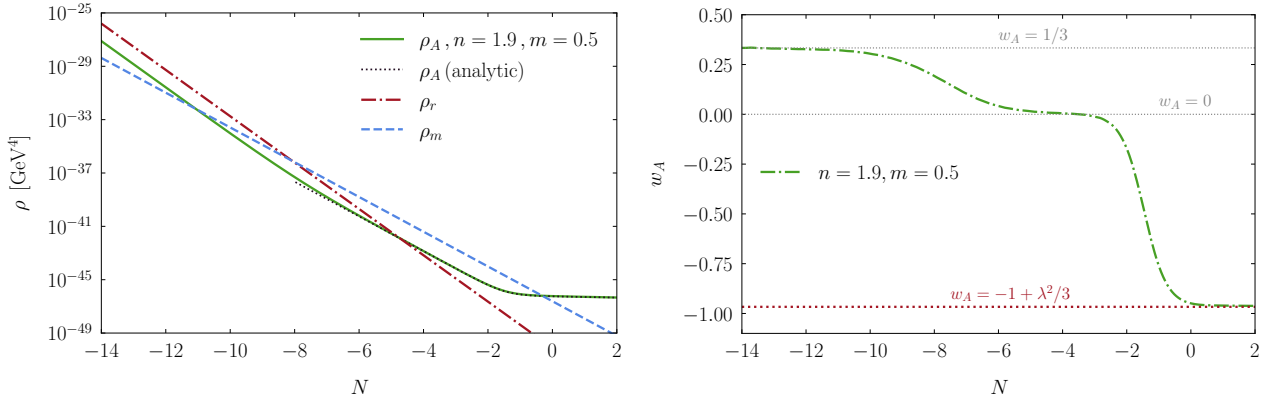 10⁻²⁵
10⁻²⁹
10⁻³³
10⁻³⁷
10⁻⁴¹
10⁻⁴⁵
10⁻⁴⁹
ρ [GeV⁴]
ρ_A , n = 1.9 , m = 0.5
ρ_A (analytic)
ρ_r
ρ_m
−14 −12 −10 −8 −6 −4 −2 0 2
N
0.50
0.25
0.00
−0.25
−0.50
−0.75
−1.00
w_A
w_A = 1/3
w_A = 0
n = 1.9, m = 0.5
w_A = −1 + λ²/3
−14 −12 −10 −8 −6 −4 −2 0 2
N